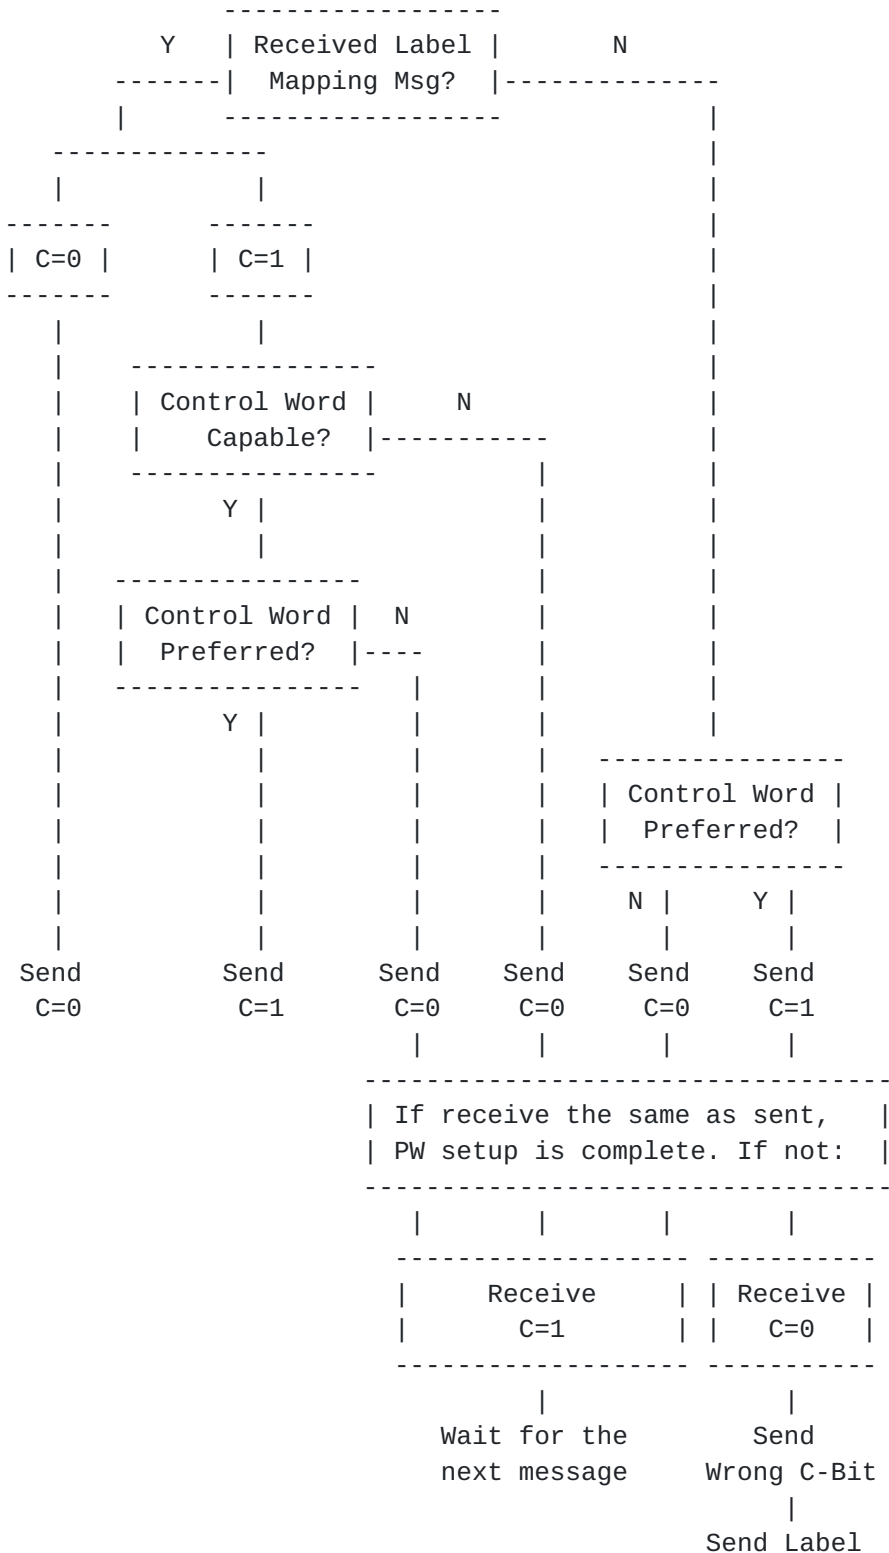 ------------------
Y | Received Label | N
-------| Mapping Msg? |--------------
| ------------------ |
-------------- |
| | |
------- ------- |
| C=0 | | C=1 | |
------- ------- |
| | |
| ---------------- |
| | Control Word | N |
| | Capable? |----------- |
| ---------------- | |
| Y | | |
| | | |
| ---------------- | |
| | Control Word | N | |
| | Preferred? |---- | |
| ---------------- | | |
| Y | | | |
| | | | ----------------
| | | | | Control Word |
| | | | | Preferred? |
| | | | ----------------
| | | | N | Y |
| | | | | |
Send Send Send Send Send Send
C=0 C=1 C=0 C=0 C=0 C=1
| | | |
----------------------------------
| If receive the same as sent, |
| PW setup is complete. If not: |
----------------------------------
| | | |
------------------- -----------
| Receive | | Receive |
| C=1 | | C=0 |
------------------- -----------
| |
Wait for the Send
next message Wrong C-Bit
|
Send Label